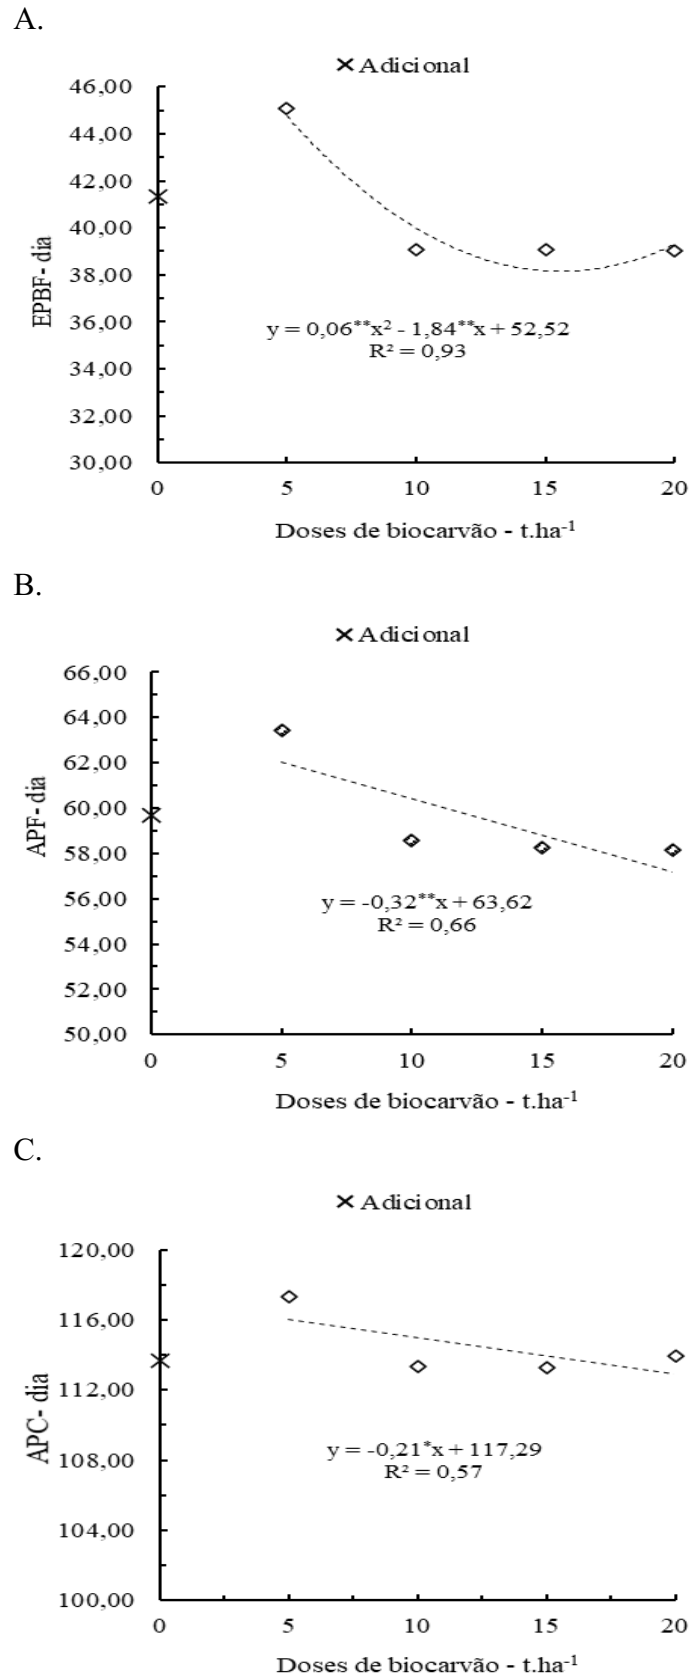 A.
× Adicional
46,00
44,00
42,00
40,00
38,00
36,00
34,00
32,00
30,00
EPBF- dia
y = 0,06**x² - 1,84**x + 52,52
R² = 0,93
0 5 10 15 20
Doses de biocarvão - t.ha⁻¹
B.
× Adicional
66,00
64,00
62,00
60,00
58,00
56,00
54,00
52,00
50,00
APF- dia
y = -0,32**x + 63,62
R² = 0,66
0 5 10 15 20
Doses de biocarvão - t.ha⁻¹
C.
× Adicional
120,00
116,00
112,00
108,00
104,00
100,00
APC- dia
y = -0,21*x + 117,29
R² = 0,57
0 5 10 15 20
Doses de biocarvão - t.ha⁻¹